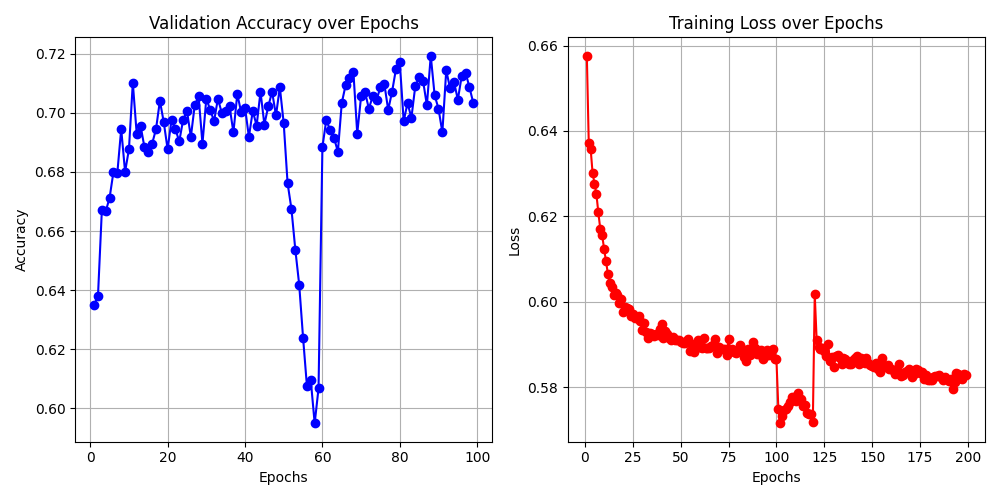 Validation Accuracy over Epochs
Accuracy
0.72
0.70
0.68
0.66
0.64
0.62
0.60
0 20 40 60 80 100
Epochs
Training Loss over Epochs
Loss
0.66
0.64
0.62
0.60
0.58
0 25 50 75 100 125 150 175 200
Epochs